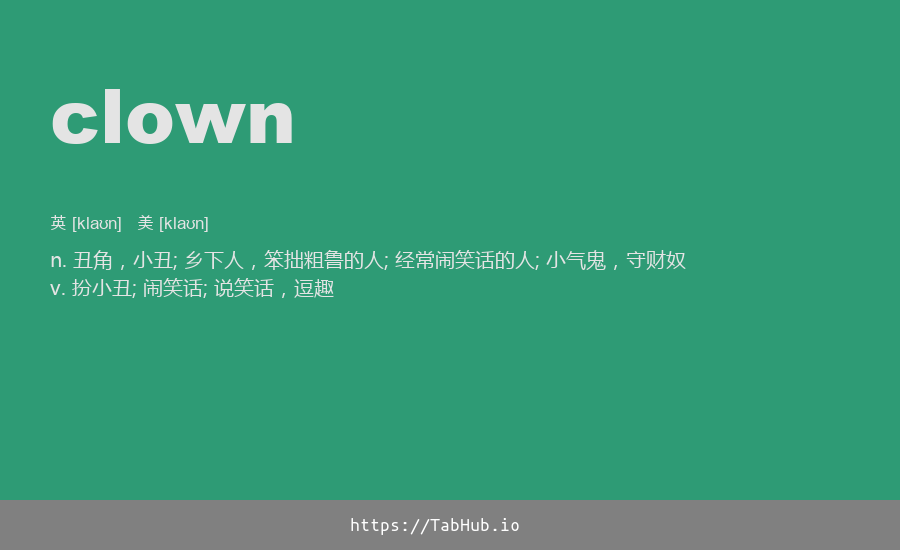 clown
英 [klaʊn] 美 [klaʊn]
n. 丑角，小丑; 乡下人，笨拙粗鲁的人; 经常闹笑话的人; 小气鬼，守财奴
v. 扮小丑; 闹笑话; 说笑话，逗趣
https://TabHub.io